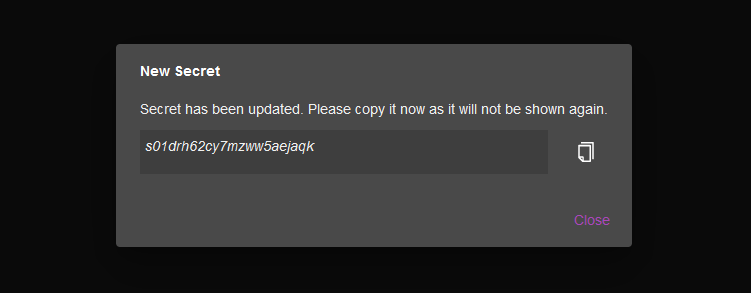 New Secret
Secret has been updated. Please copy it now as it will not be shown again.
s01drh62cy7mzww5aejaqk
Close